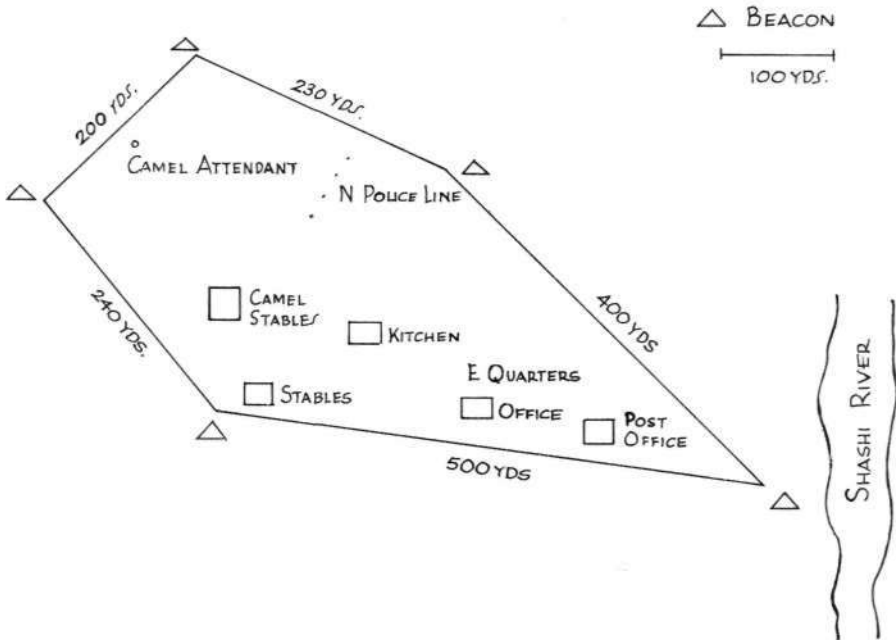 BEACON
100 YDS.
200 YDS.
230 YDS.
CAMEL ATTENDANT
N POLICE LINE
240 YDS.
CAMEL
STABLES
KITCHEN
400 YDS
E QUARTERS
STABLES
OFFICE
POST
OFFICE
500 YDS
SHASHI RIVER